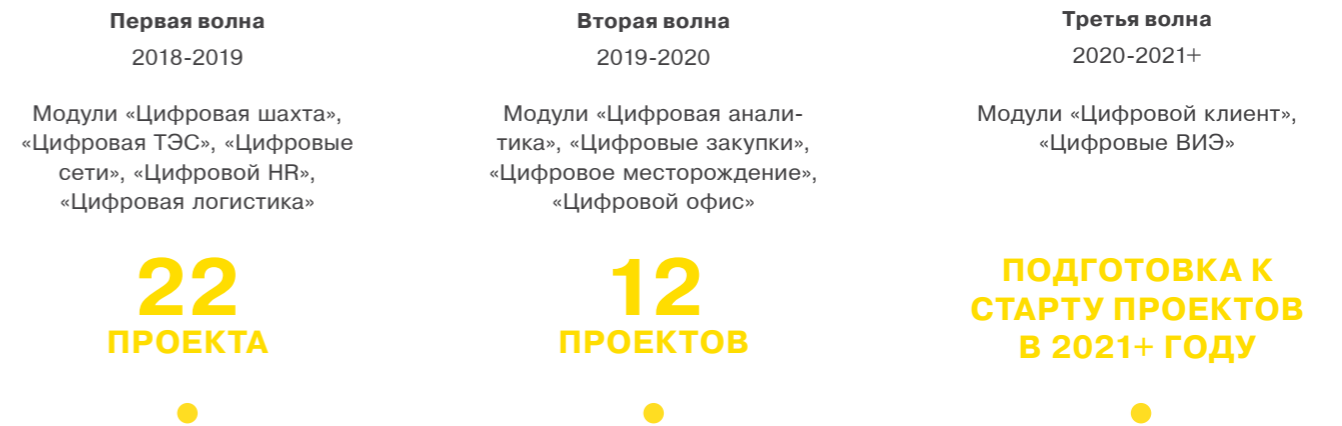 Первая волна
2018-2019
Модули «Цифровая шахта»,
«Цифровая ТЭС», «Цифровые
сети», «Цифровой HR»,
«Цифровая логистика»
22
ПРОЕКТА
Вторая волна
2019-2020
Модули «Цифровая анали-
тика», «Цифровые закупки»,
«Цифровое месторождение»,
«Цифровой офис»
12
ПРОЕКТОВ
Третья волна
2020-2021+
Модули «Цифровой клиент»,
«Цифровые ВИЭ»
ПОДГОТОВКА К
СТАРТУ ПРОЕКТОВ
В 2021+ ГОДУ